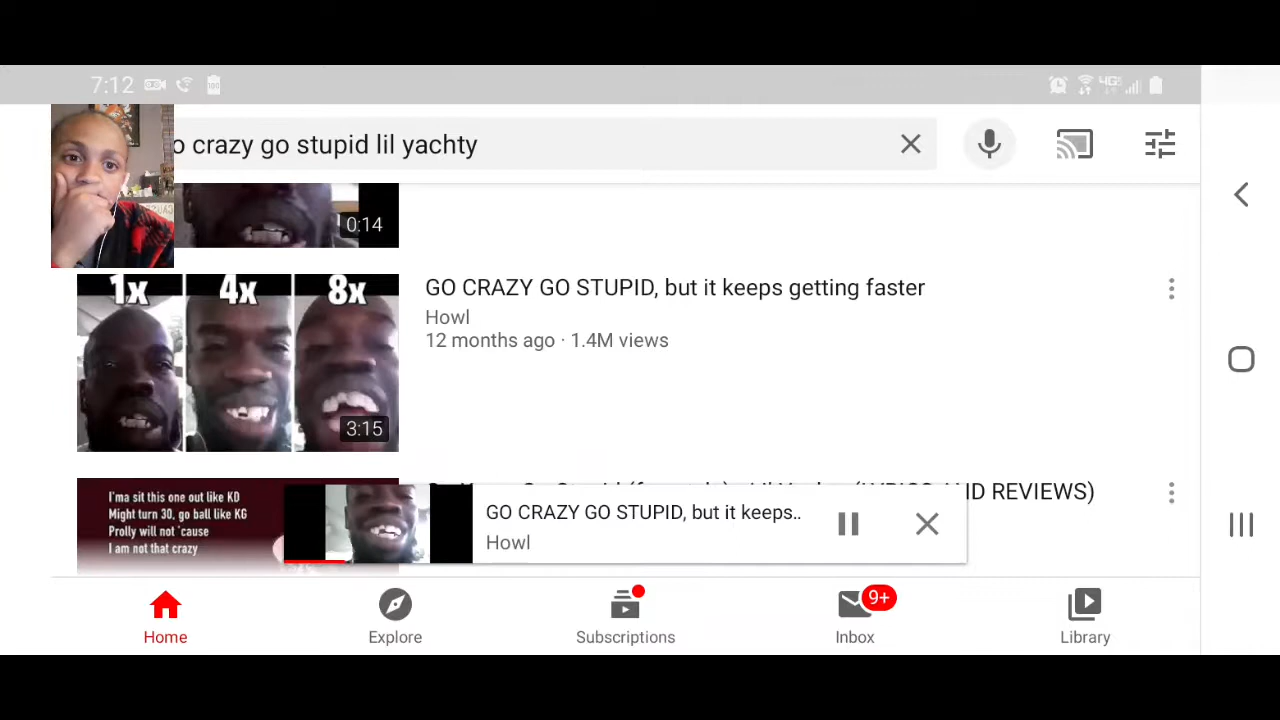 7:12
4G
o crazy go stupid lil yachty
0:14
1x 4x 8x
3:15
GO CRAZY GO STUPID, but it keeps getting faster
Howl
12 months ago · 1.4M views
I'ma sit this one out like KD
Might turn 30, go ball like KG
Prolly will not 'cause
I am not that crazy
AND REVIEWS)
GO CRAZY GO STUPID, but it keeps..
Howl
Home
Explore
Subscriptions
9+
Inbox
Library